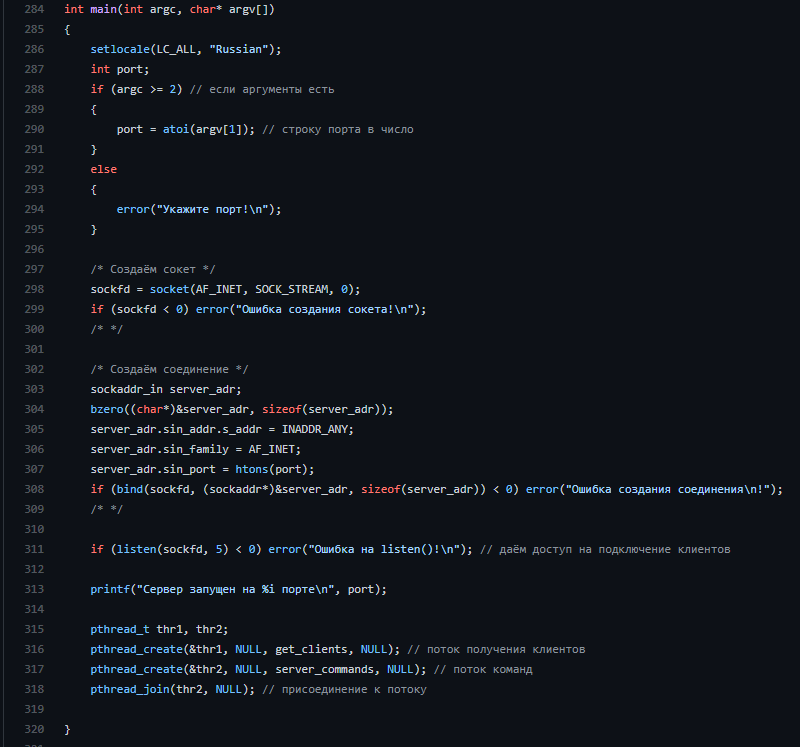 284 int main(int argc, char* argv[])
285 {
286     setlocale(LC_ALL, "Russian");
287     int port;
288     if (argc >= 2) // если аргументы есть
289     {
290         port = atoi(argv[1]); // строку порта в число
291     }
292     else
293     {
294         error("Укажите порт!\n");
295     }
296
297     /* Создаём сокет */
298     sockfd = socket(AF_INET, SOCK_STREAM, 0);
299     if (sockfd < 0) error("Ошибка создания сокета!\n");
300     /* */
301
302     /* Создаём соединение */
303     sockaddr_in server_adr;
304     bzero((char*)&server_adr, sizeof(server_adr));
305     server_adr.sin_addr.s_addr = INADDR_ANY;
306     server_adr.sin_family = AF_INET;
307     server_adr.sin_port = htons(port);
308     if (bind(sockfd, (sockaddr*)&server_adr, sizeof(server_adr)) < 0) error("Ошибка создания соединения\n!");
309     /* */
310
311     if (listen(sockfd, 5) < 0) error("Ошибка на listen()!\n"); // даём доступ на подключение клиентов
312
313     printf("Сервер запущен на %i порте\n", port);
314
315     pthread_t thr1, thr2;
316     pthread_create(&thr1, NULL, get_clients, NULL); // поток получения клиентов
317     pthread_create(&thr2, NULL, server_commands, NULL); // поток команд
318     pthread_join(thr2, NULL); // присоединение к потоку
319
320 }